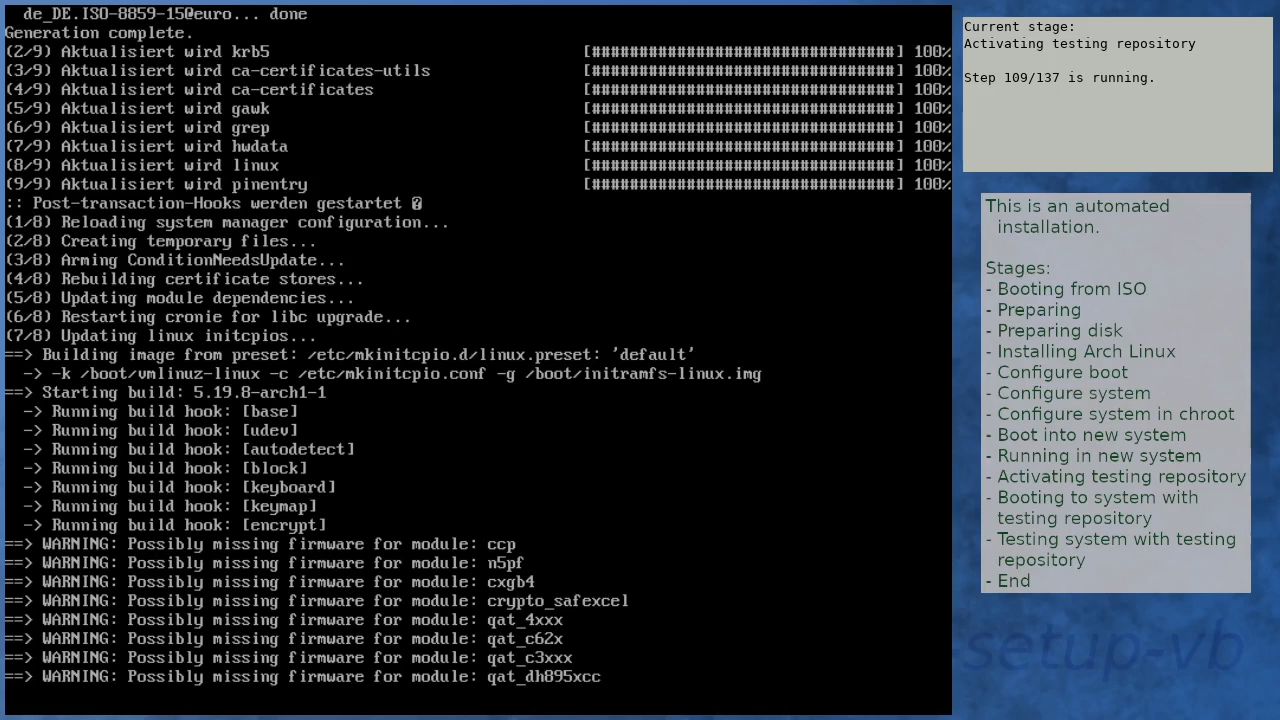 de_DE.ISO-8859-15@euro... done
Generation complete.
(2/9) Aktualisiert wird krb5 [################################] 100%
(3/9) Aktualisiert wird ca-certificates-utils [################################] 100%
(4/9) Aktualisiert wird ca-certificates [################################] 100%
(5/9) Aktualisiert wird gawk [################################] 100%
(6/9) Aktualisiert wird grep [################################] 100%
(7/9) Aktualisiert wird hwdata [################################] 100%
(8/9) Aktualisiert wird linux [################################] 100%
(9/9) Aktualisiert wird pinentry [################################] 100%
:: Post-transaction-Hooks werden gestartet �
(1/8) Reloading system manager configuration...
(2/8) Creating temporary files...
(3/8) Arming ConditionNeedsUpdate...
(4/8) Rebuilding certificate stores...
(5/8) Updating module dependencies...
(6/8) Restarting cronie for libc upgrade...
(7/8) Updating linux initcpios...
==> Building image from preset: /etc/mkinitcpio.d/linux.preset: 'default'
-> -k /boot/vmlinuz-linux -c /etc/mkinitcpio.conf -g /boot/initramfs-linux.img
==> Starting build: 5.19.8-arch1-1
-> Running build hook: [base]
-> Running build hook: [udev]
-> Running build hook: [autodetect]
-> Running build hook: [block]
-> Running build hook: [keyboard]
-> Running build hook: [keymap]
-> Running build hook: [encrypt]
==> WARNING: Possibly missing firmware for module: ccp
==> WARNING: Possibly missing firmware for module: n5pf
==> WARNING: Possibly missing firmware for module: cxgb4
==> WARNING: Possibly missing firmware for module: crypto_safexcel
==> WARNING: Possibly missing firmware for module: qat_4xxx
==> WARNING: Possibly missing firmware for module: qat_c62x
==> WARNING: Possibly missing firmware for module: qat_c3xxx
==> WARNING: Possibly missing firmware for module: qat_dh895xcc
Current stage:
Activating testing repository
Step 109/137 is running.
This is an automated
installation.
Stages:
- Booting from ISO
- Preparing
- Preparing disk
- Installing Arch Linux
- Configure boot
- Configure system
- Configure system in chroot
- Boot into new system
- Running in new system
- Activating testing repository
- Booting to system with
testing repository
- Testing system with testing
repository
- End
setup-vb